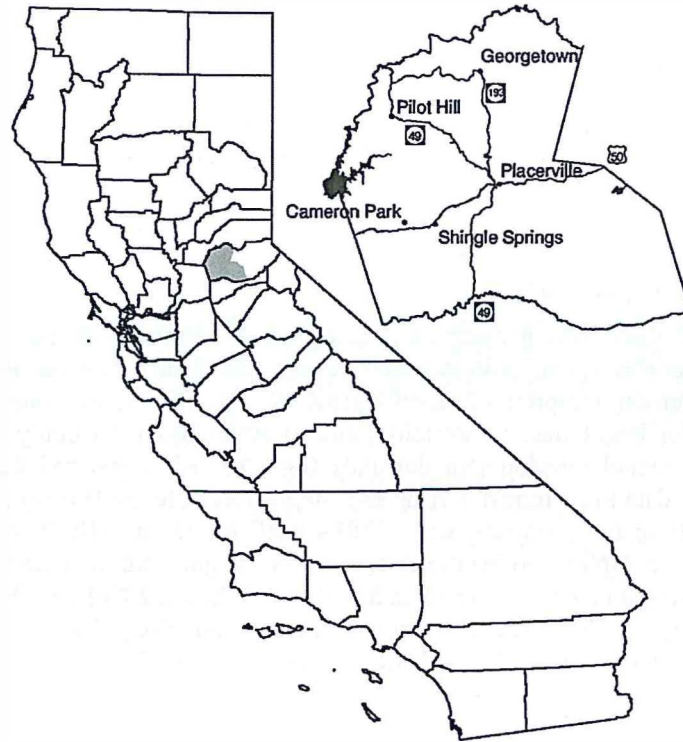 Georgetown
193
Pilot Hill
49
50
Placerville
Cameron Park
Shingle Springs
49